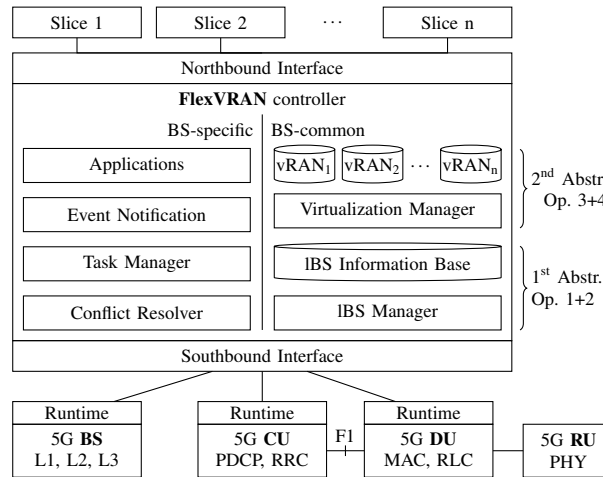 Slice 1
Slice 2
···
Slice n
Northbound Interface
FlexVRAN controller
BS-specific
BS-common
Applications
vRAN1
vRAN2
···
vRANn
Event Notification
Virtualization Manager
2nd Abstr.
Op. 3+4
Task Manager
lBS Information Base
Conflict Resolver
lBS Manager
1st Abstr.
Op. 1+2
Southbound Interface
Runtime
5G BS
L1, L2, L3
Runtime
5G CU
PDCP, RRC
F1
Runtime
5G DU
MAC, RLC
5G RU
PHY